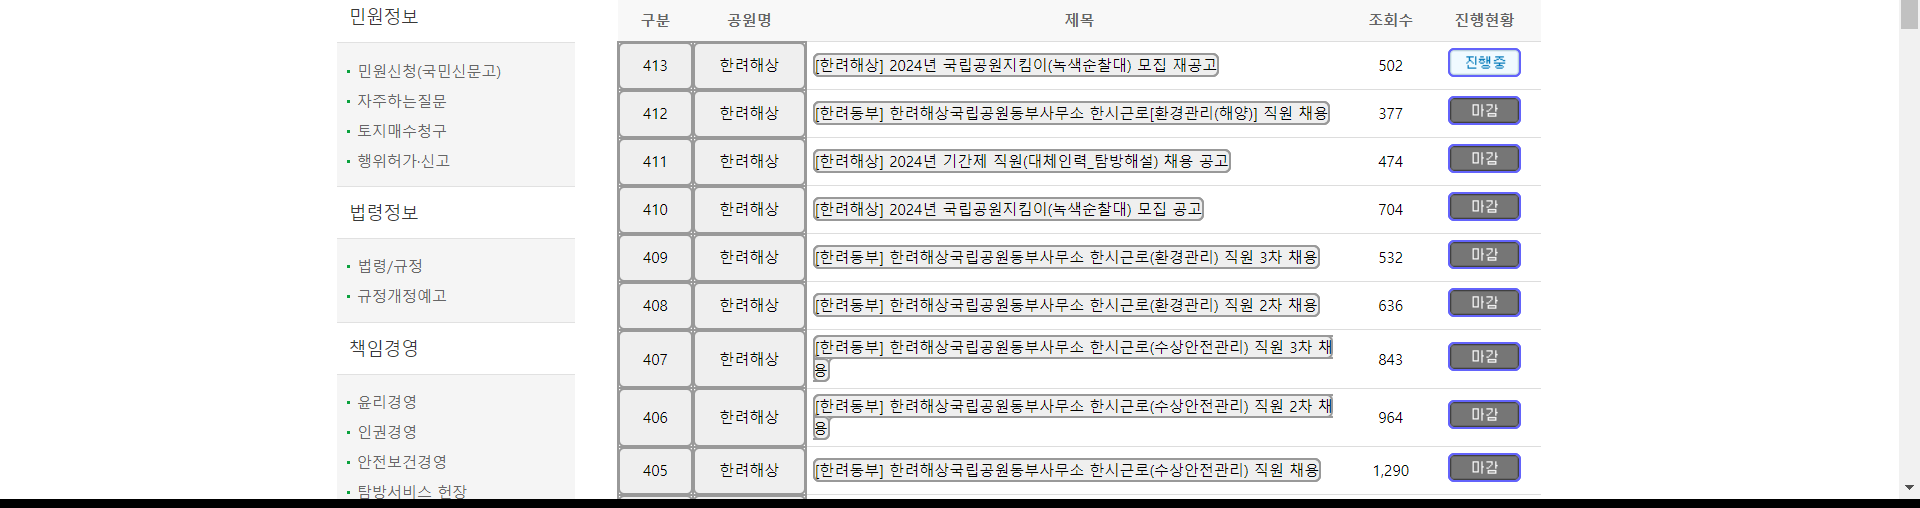 민원정보
민원신청(국민신문고)
자주하는질문
토지매수청구
행위허가·신고
법령정보
법령/규정
규정개정예고
책임경영
윤리경영
인권경영
안전보건경영
탐방서비스 헌장
구분 공원명 제목 조회수 진행현황
413 한려해상 [한려해상] 2024년 국립공원지킴이(녹색순찰대) 모집 재공고 502 진행중
412 한려해상 [한려동부] 한려해상국립공원동부사무소 한시근로[환경관리(해양)] 직원 채용 377 마감
411 한려해상 [한려해상] 2024년 기간제 직원(대체인력_탐방해설) 채용 공고 474 마감
410 한려해상 [한려해상] 2024년 국립공원지킴이(녹색순찰대) 모집 공고 704 마감
409 한려해상 [한려동부] 한려해상국립공원동부사무소 한시근로(환경관리) 직원 3차 채용 532 마감
408 한려해상 [한려동부] 한려해상국립공원동부사무소 한시근로(환경관리) 직원 2차 채용 636 마감
407 한려해상 [한려동부] 한려해상국립공원동부사무소 한시근로(수상안전관리) 직원 3차 채 843 마감
용
406 한려해상 [한려동부] 한려해상국립공원동부사무소 한시근로(수상안전관리) 직원 2차 채 964 마감
용
405 한려해상 [한려동부] 한려해상국립공원동부사무소 한시근로(수상안전관리) 직원 채용 1,290 마감